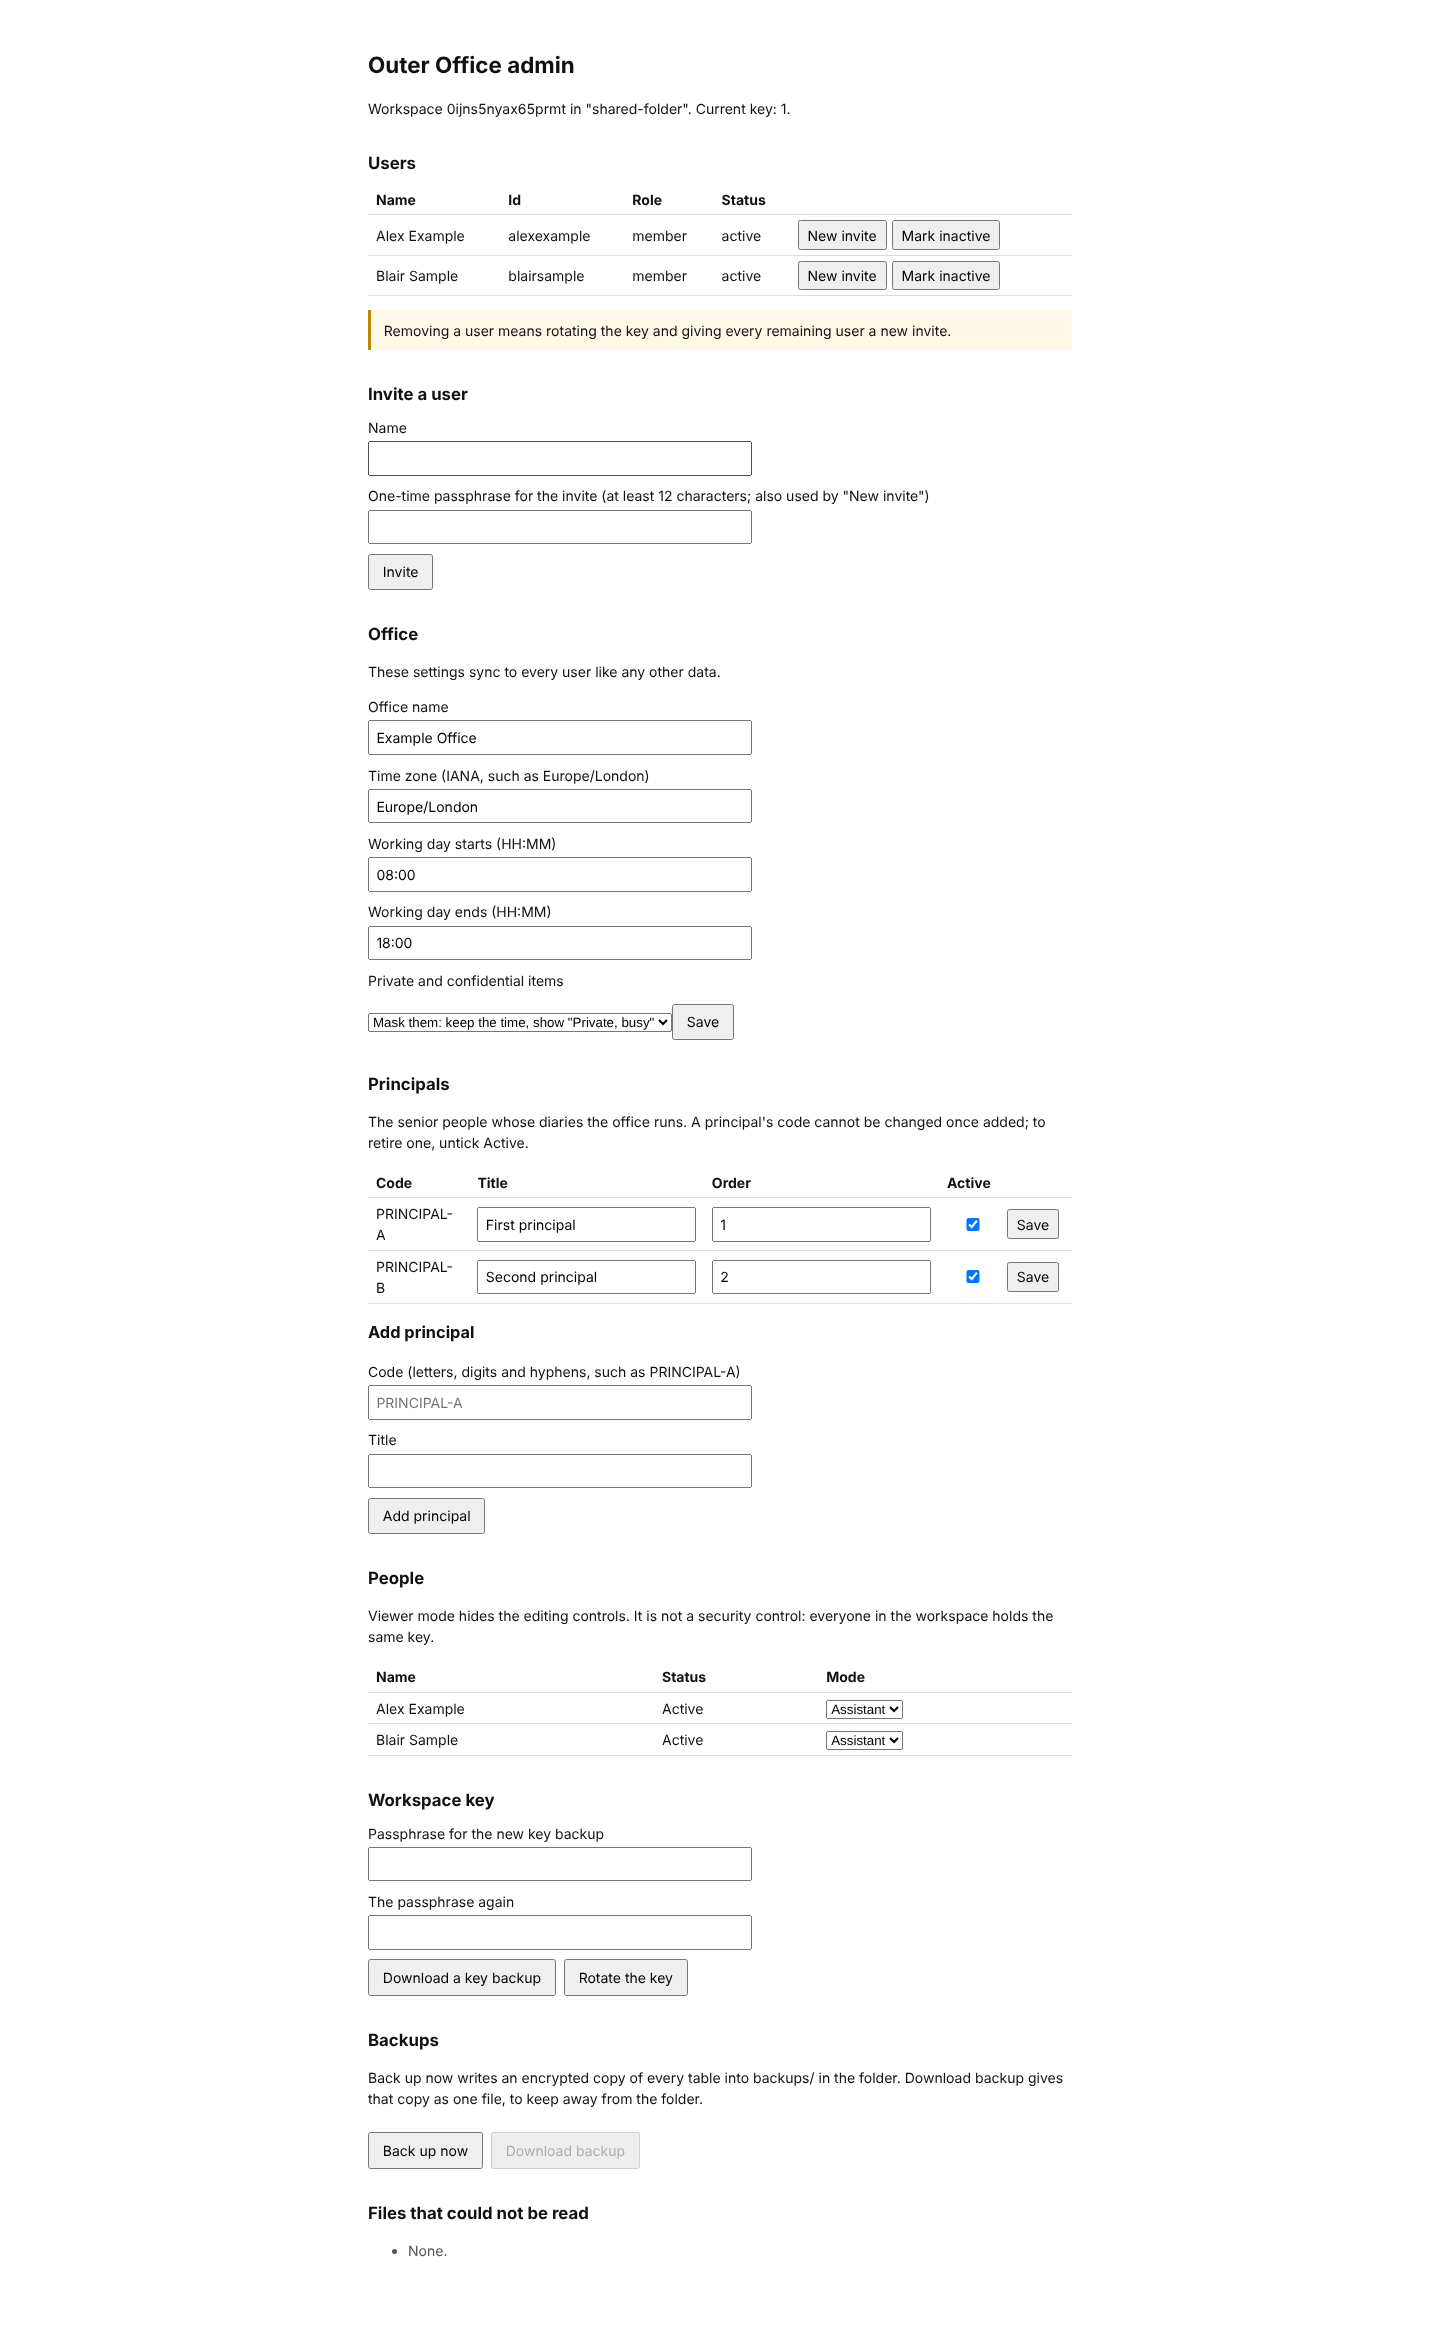 Outer Office admin
Workspace 0ijns5nyax65prmt in "shared-folder". Current key: 1.
Users
Name Id Role Status
Alex Example alexexample member active New invite Mark inactive
Blair Sample blairsample member active New invite Mark inactive
Removing a user means rotating the key and giving every remaining user a new invite.
Invite a user
Name
One-time passphrase for the invite (at least 12 characters; also used by "New invite")
Invite
Office
These settings sync to every user like any other data.
Office name
Example Office
Time zone (IANA, such as Europe/London)
Europe/London
Working day starts (HH:MM)
08:00
Working day ends (HH:MM)
18:00
Private and confidential items
Mask them: keep the time, show "Private, busy" Save
Principals
The senior people whose diaries the office runs. A principal's code cannot be changed once added; to
retire one, untick Active.
Code Title Order Active
PRINCIPAL-
A First principal 1 Save
PRINCIPAL-
B Second principal 2 Save
Add principal
Code (letters, digits and hyphens, such as PRINCIPAL-A)
PRINCIPAL-A
Title
Add principal
People
Viewer mode hides the editing controls. It is not a security control: everyone in the workspace holds the
same key.
Name Status Mode
Alex Example Active Assistant
Blair Sample Active Assistant
Workspace key
Passphrase for the new key backup
The passphrase again
Download a key backup Rotate the key
Backups
Back up now writes an encrypted copy of every table into backups/ in the folder. Download backup gives
that copy as one file, to keep away from the folder.
Back up now Download backup
Files that could not be read
• None.